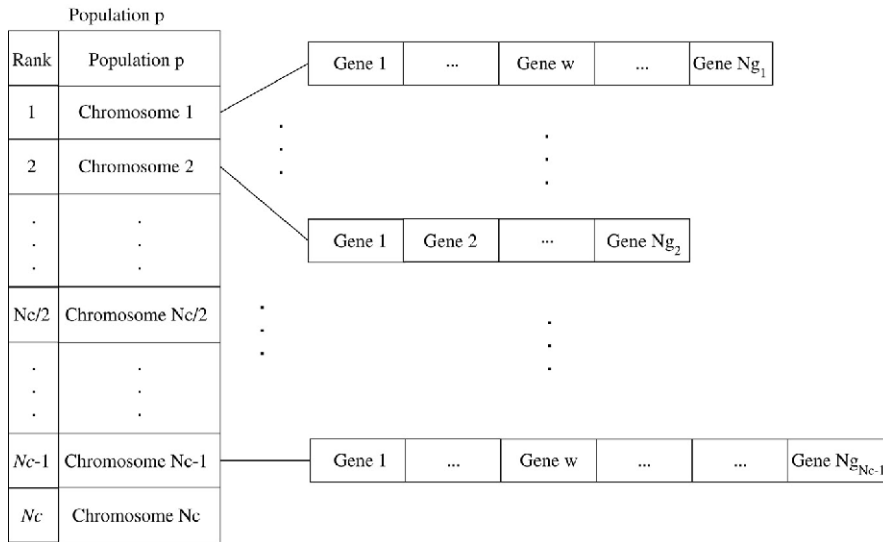 Population p
Rank Population p
Gene 1 ... Gene w ... Gene Ng1
1 Chromosome 1
2 Chromosome 2
Gene 1 Gene 2 ... Gene Ng2
Nc/2 Chromosome Nc/2
Nc-1 Chromosome Nc-1 Gene 1 ... Gene w ... ... Gene NgNc-1
Nc Chromosome Nc